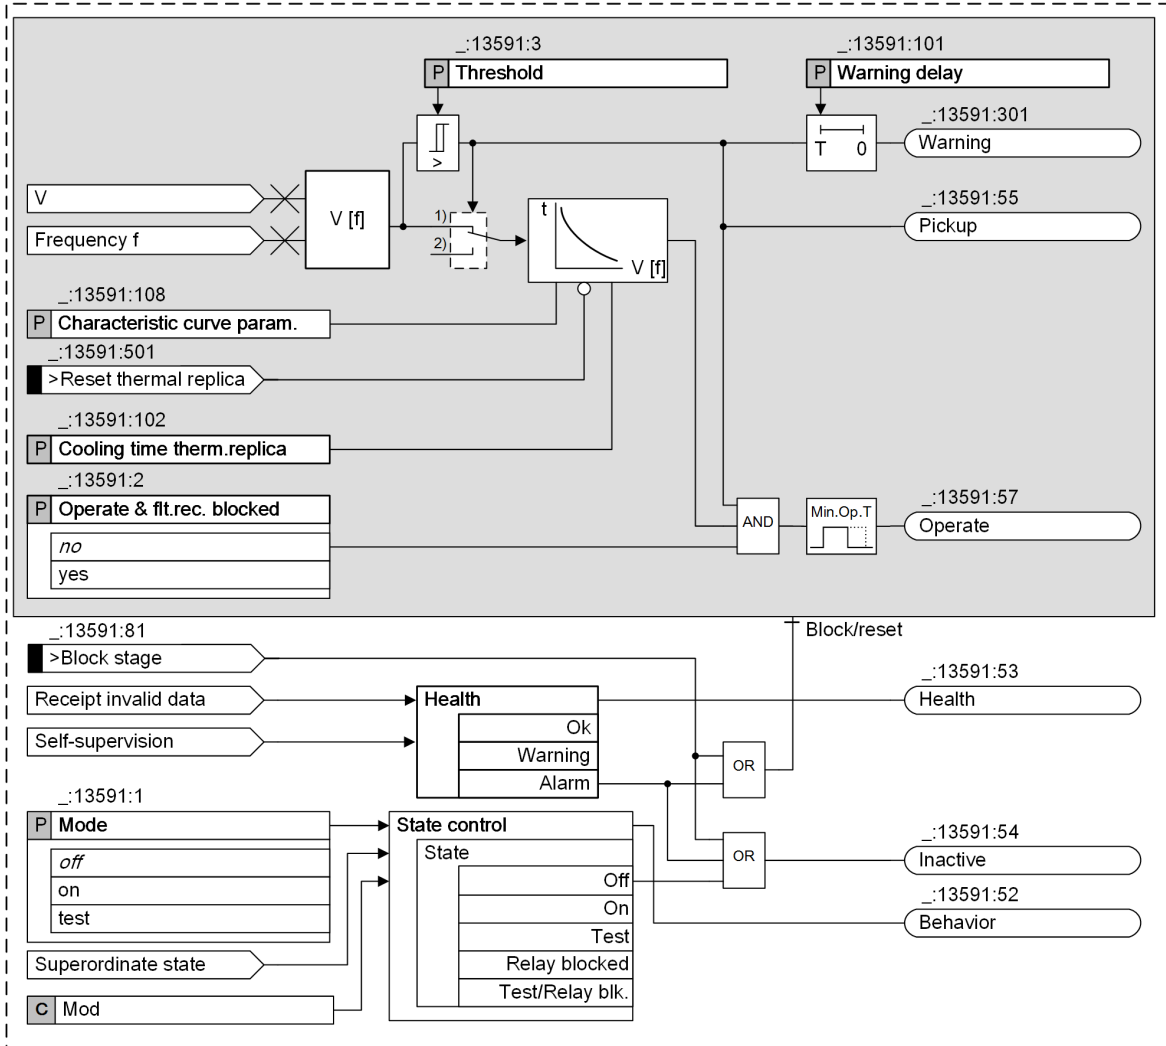 _:13591:3
P Threshold
_:13591:101
P Warning delay
>
T 0
_:13591:301
Warning
V
Frequency f
V [f]
1)
2)
t
V [f]
_:13591:55
Pickup
_:13591:108
P Characteristic curve param.
_:13591:501
>Reset thermal replica
_:13591:102
P Cooling time therm.replica
_:13591:2
P Operate & flt.rec. blocked
no
yes
AND
Min.Op.T
_:13591:57
Operate
_:13591:81
>Block stage
Block/reset
Receipt invalid data
Self-supervision
Health
Ok
Warning
Alarm
OR
_:13591:53
Health
_:13591:1
P Mode
off
on
test
Superordinate state
C Mod
State control
State
Off
On
Test
Relay blocked
Test/Relay blk.
OR
_:13591:54
Inactive
_:13591:52
Behavior